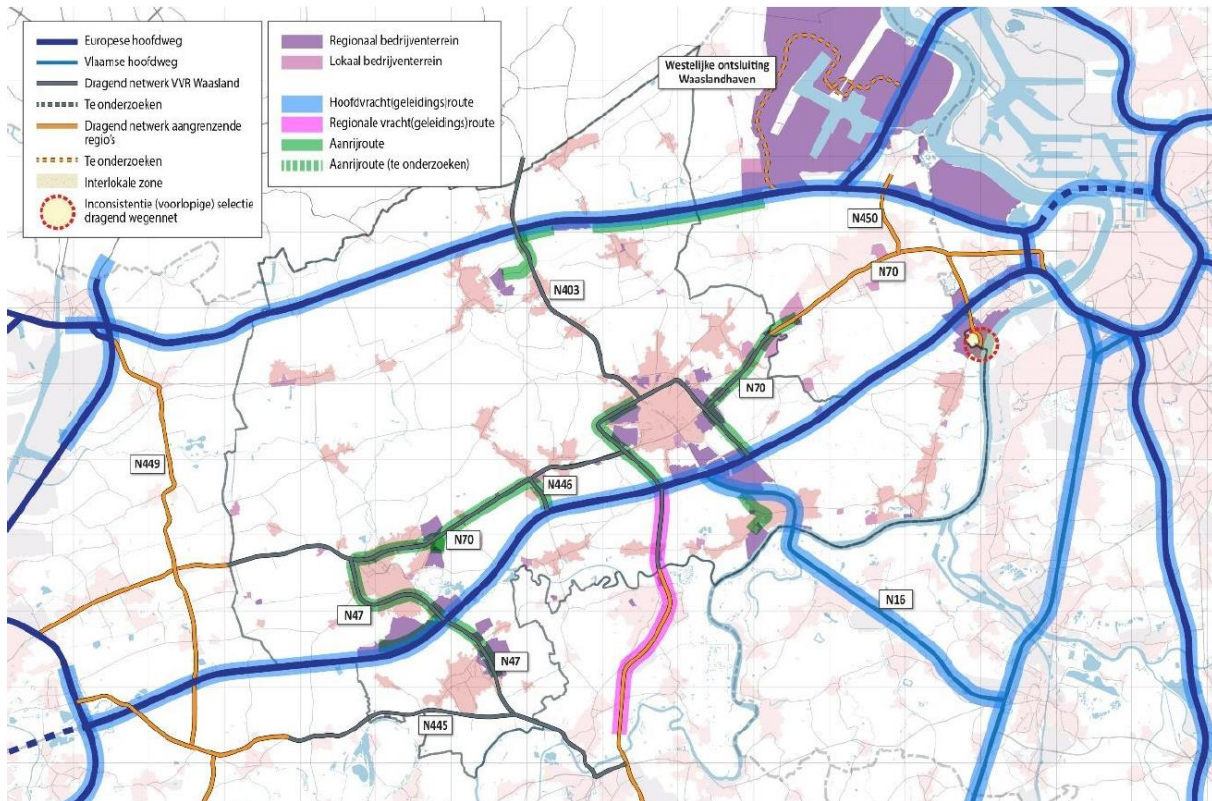 Europese hoofdweg
Vlaamse hoofdweg
Dragend netwerk VVR Waasland
Te onderzoeken
Dragend netwerk aangrenzende
regio's
Te onderzoeken
Interlokale zone
Inconsistentie (voorlopige) selectie
dragend wegennet
Regionaal bedrijventerrein
Lokaal bedrijventerrein
Hoofdvracht(geleidings)route
Regionale vracht(geleidings)route
Aanrijroute
Aanrijroute (te onderzoeken)
Westelijke ontsluiting
Waaslandhaven
N450
N70
N403
N70
N449
N446
N70
N16
N47
N47
N445